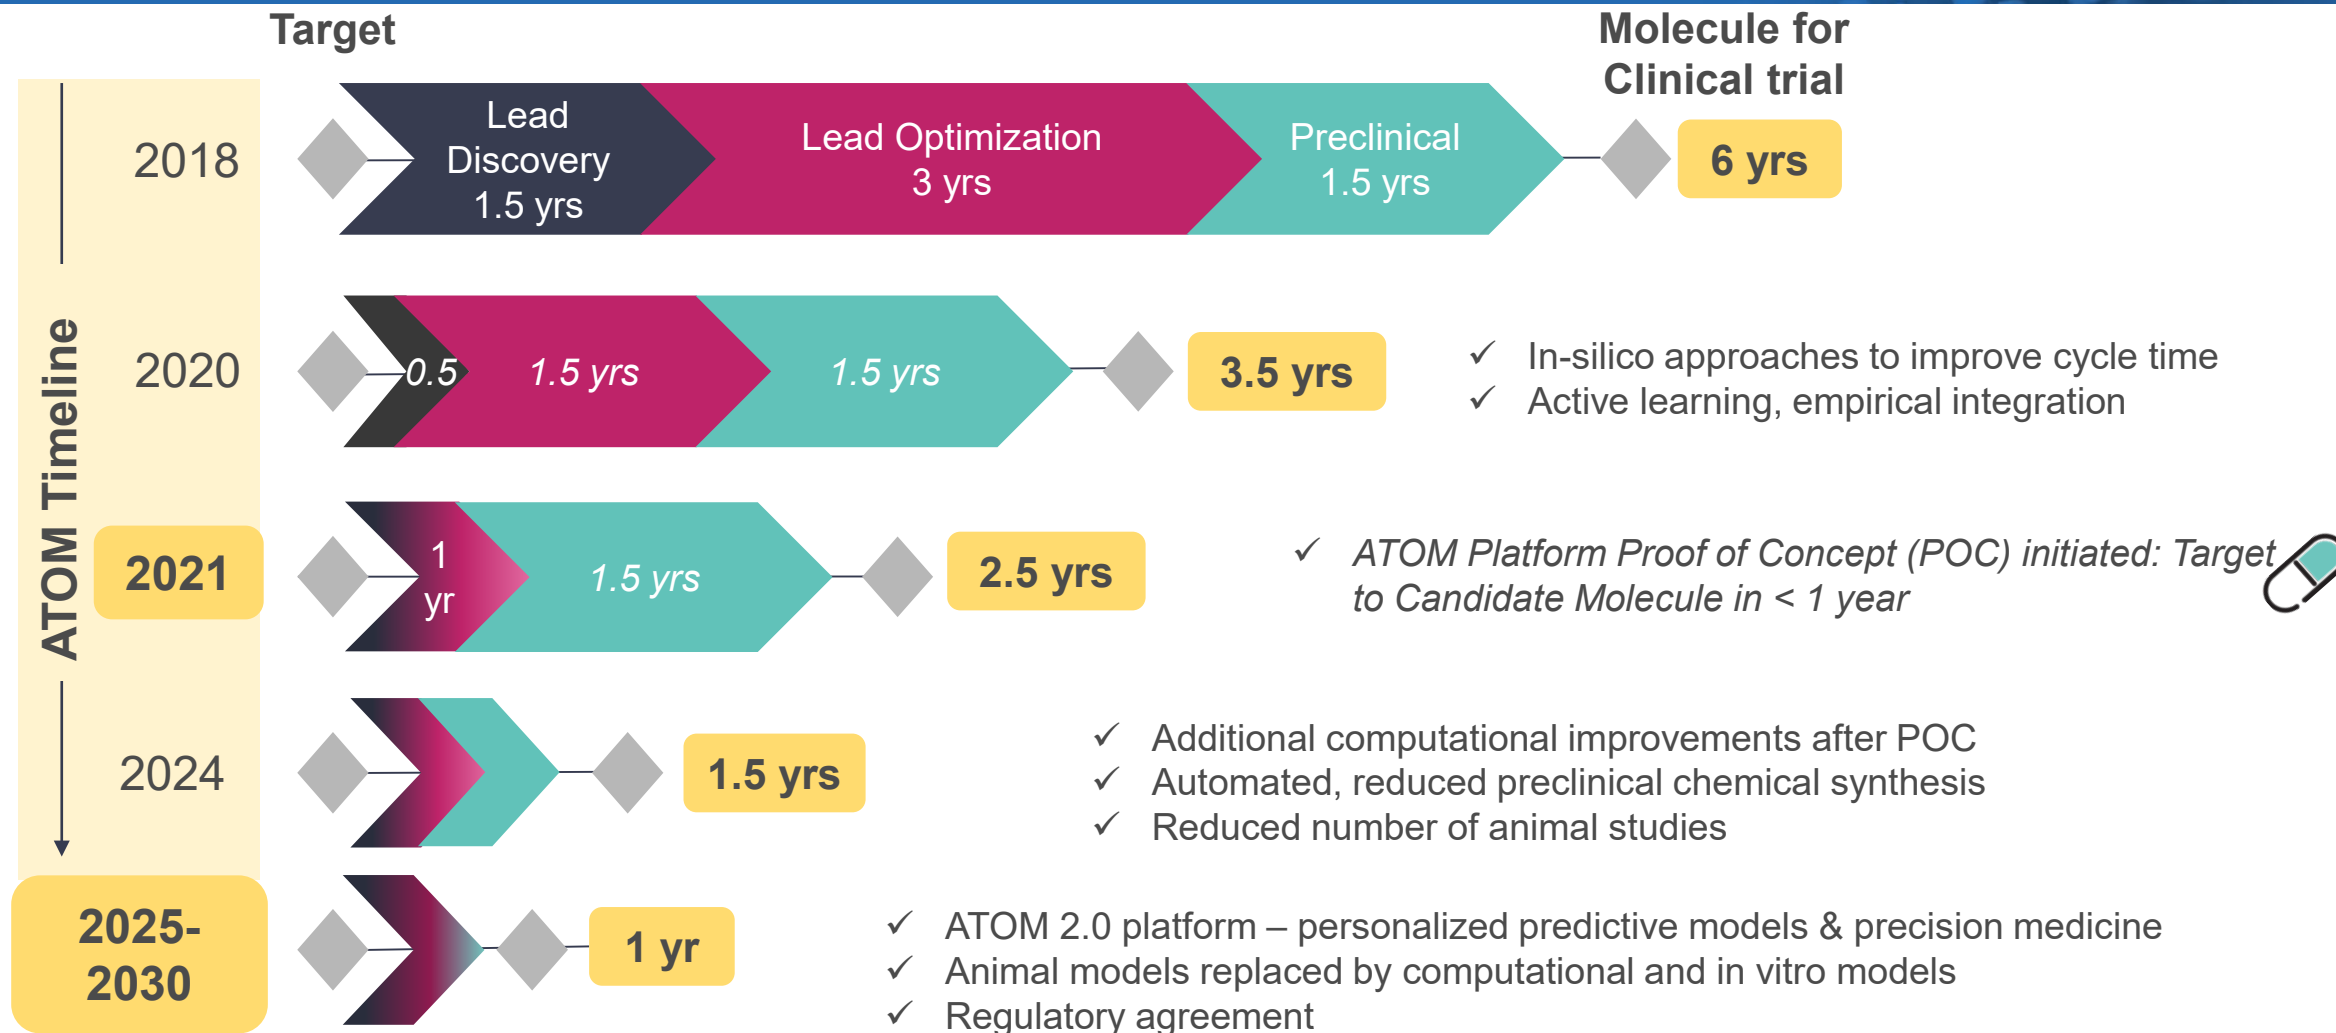 Target
Molecule for
Clinical trial
ATOM Timeline
2018
Lead
Discovery
1.5 yrs
Lead Optimization
3 yrs
Preclinical
1.5 yrs
6 yrs
2020
0.5
1.5 yrs
1.5 yrs
3.5 yrs
✓ In-silico approaches to improve cycle time
✓ Active learning, empirical integration
2021
1
yr
1.5 yrs
2.5 yrs
✓ ATOM Platform Proof of Concept (POC) initiated: Target
to Candidate Molecule in < 1 year
2024
1.5 yrs
✓ Additional computational improvements after POC
✓ Automated, reduced preclinical chemical synthesis
✓ Reduced number of animal studies
2025-
2030
1 yr
✓ ATOM 2.0 platform – personalized predictive models & precision medicine
✓ Animal models replaced by computational and in vitro models
✓ Regulatory agreement